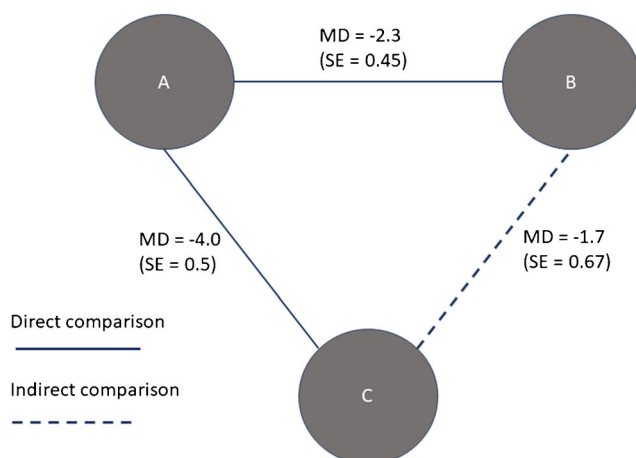 MD = -2.3
(SE = 0.45)
A
B
MD = -4.0
(SE = 0.5)
MD = -1.7
(SE = 0.67)
Direct comparison
Indirect comparison
C